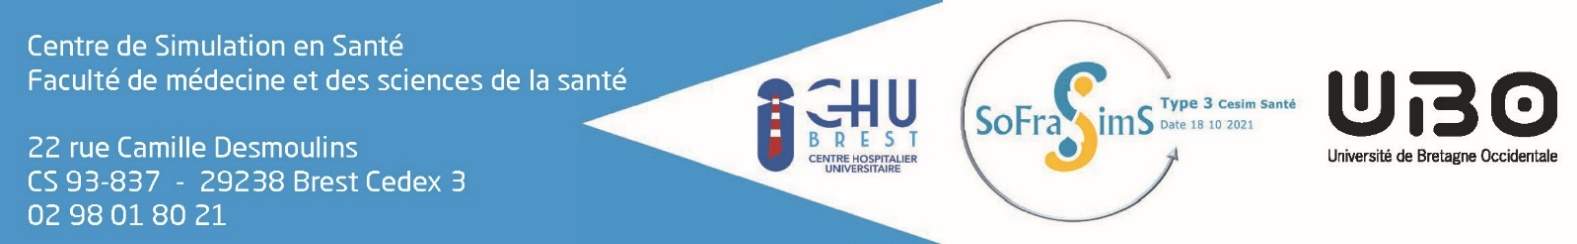 Centre de Simulation en Santé
Faculté de médecine et des sciences de la santé
22 rue Camille Desmoulins
CS 93-837 - 29238 Brest Cedex 3
02 98 01 80 21
CHU
BREST
CENTRE HOSPITALIER
UNIVERSITAIRE
SoFraSimS
Type 3 Cesim Santé
Date 18 10 2021
UBO
Université de Bretagne Occidentale